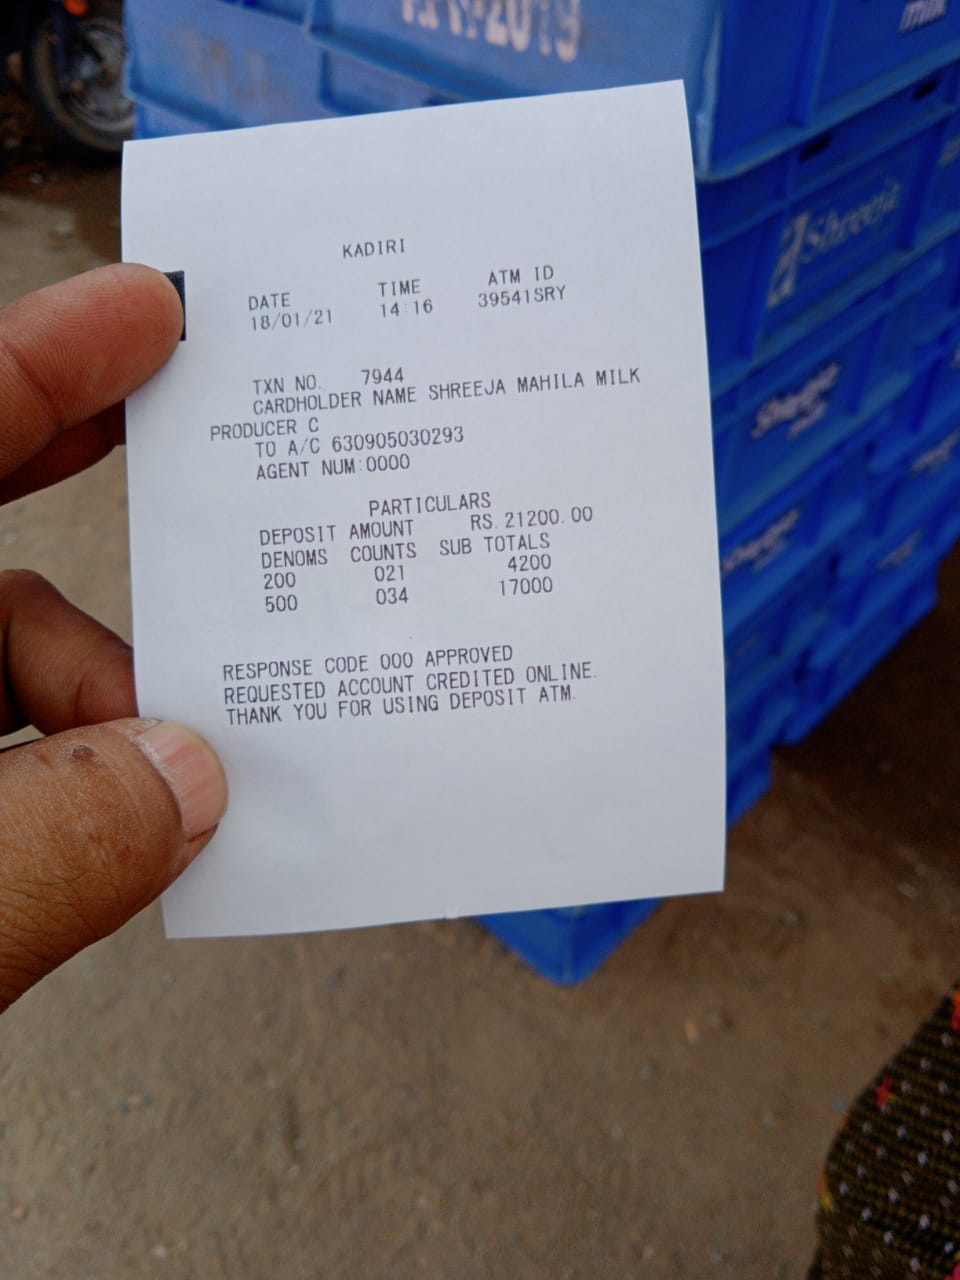 KADIRI
DATE TIME ATM ID
18/01/21 14:16 39541SRY
TXN NO. 7944
CARDHOLDER NAME SHREEJA MAHILA MILK
PRODUCER C
TO A/C 630905030293
AGENT NUM:0000
PARTICULARS
DEPOSIT AMOUNT RS.21200.00
DENOMS COUNTS SUB TOTALS
200 021 4200
500 034 17000
RESPONSE CODE 000 APPROVED
REQUESTED ACCOUNT CREDITED ONLINE.
THANK YOU FOR USING DEPOSIT ATM.
Shreeja